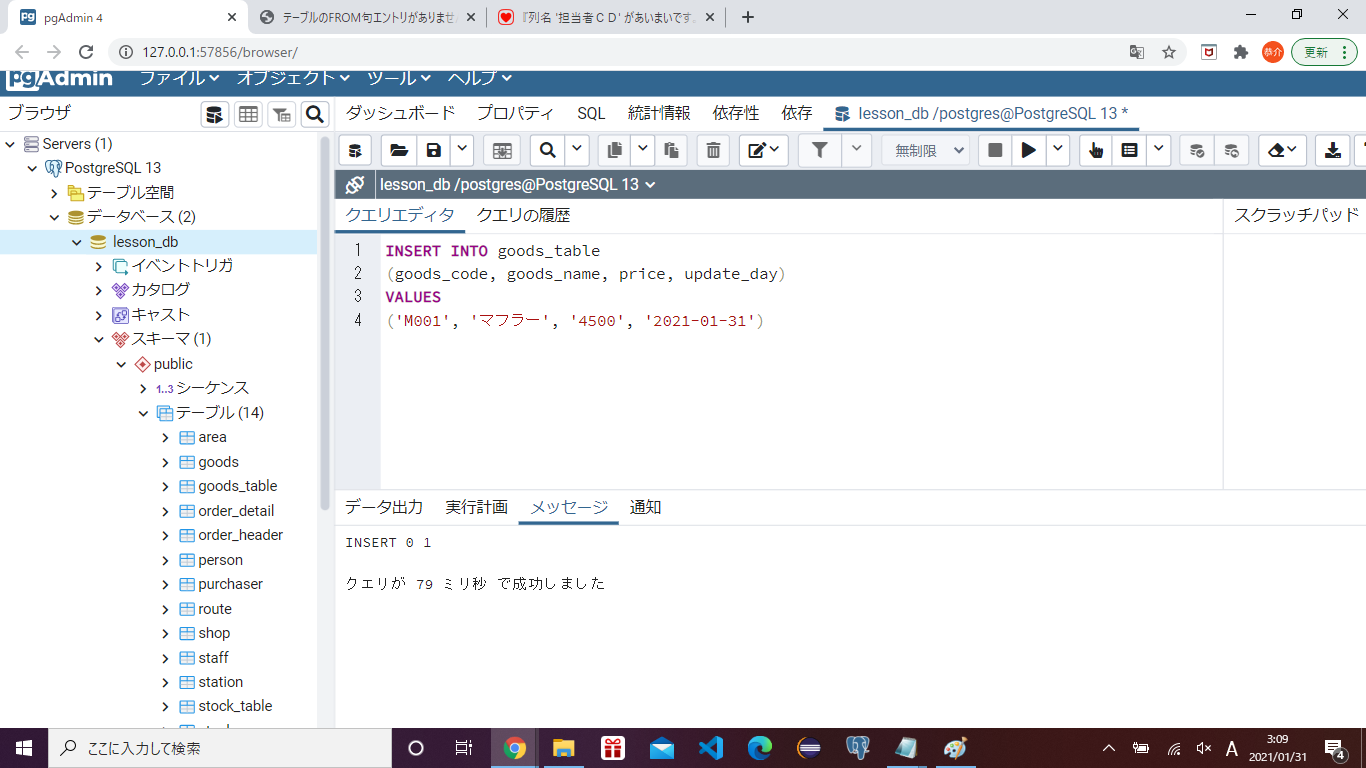 pgAdmin 4
テーブルのFROM句エントリがありませ
『列名 '担当者ＣＤ' があいまいです。
127.0.0.1:57856/browser/
恭介
更新
pgAdmin
ファイル
オブジェクト
ツール
ヘルプ
ブラウザ
ダッシュボード
プロパティ
SQL
統計情報
依存性
依存
lesson_db /postgres@PostgreSQL 13 *
無制限
lesson_db /postgres@PostgreSQL 13
クエリエディタ
クエリの履歴
スクラッチパッド
Servers (1)
PostgreSQL 13
テーブル空間
データベース (2)
lesson_db
イベントトリガ
カタログ
キャスト
スキーマ (1)
public
1..3 シーケンス
テーブル (14)
area
goods
goods_table
order_detail
order_header
person
purchaser
route
shop
staff
station
stock_table
1 INSERT INTO goods_table
2 (goods_code, goods_name, price, update_day)
3 VALUES
4 ('M001', 'マフラー', '4500', '2021-01-31')
データ出力
実行計画
メッセージ
通知
INSERT 0 1
クエリが 79 ミリ秒 で成功しました
ここに入力して検索
A
3:09
2021/01/31
4